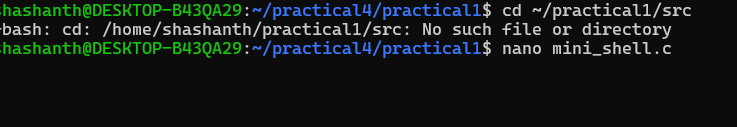 shashanth@DESKTOP-B43QA29:~/practical4/practical1$ cd ~/practical1/src
-bash: cd: /home/shashanth/practical1/src: No such file or directory
shashanth@DESKTOP-B43QA29:~/practical4/practical1$ nano mini_shell.c